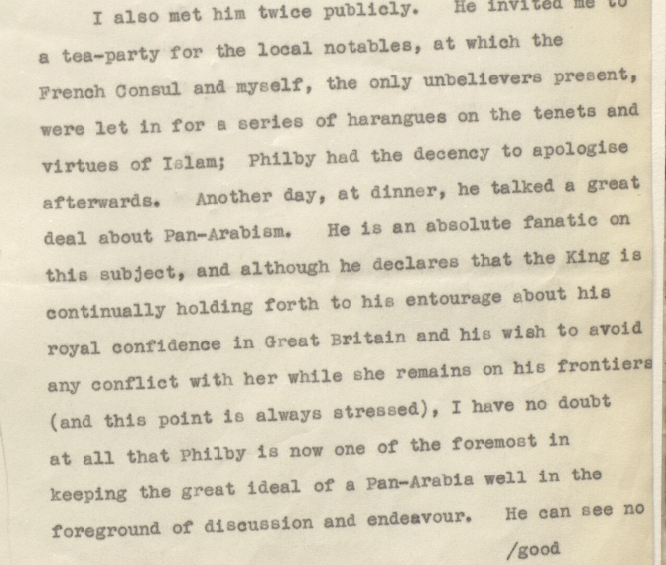 I also met him twice publicly. He invited me to
a tea-party for the local notables, at which the
French Consul and myself, the only unbelievers present,
were let in for a series of harangues on the tenets and
virtues of Islam; Philby had the decency to apologise
afterwards. Another day, at dinner, he talked a great
deal about Pan-Arabism. He is an absolute fanatic on
this subject, and although he declares that the King is
continually holding forth to his entourage about his
royal confidence in Great Britain and his wish to avoid
any conflict with her while she remains on his frontiers
(and this point is always stressed), I have no doubt
at all that Philby is now one of the foremost in
keeping the great ideal of a Pan-Arabia well in the
foreground of discussion and endeavour. He can see no
/good